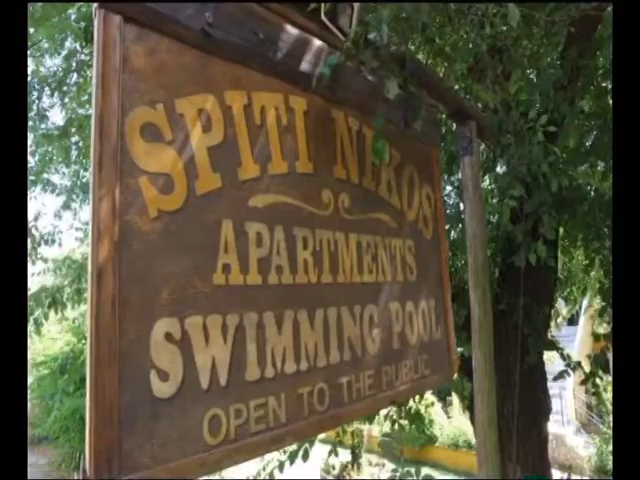 SPITI NIKOS'
APARTMENTS
SWIMMING POOL
OPEN TO THE PUBLIC